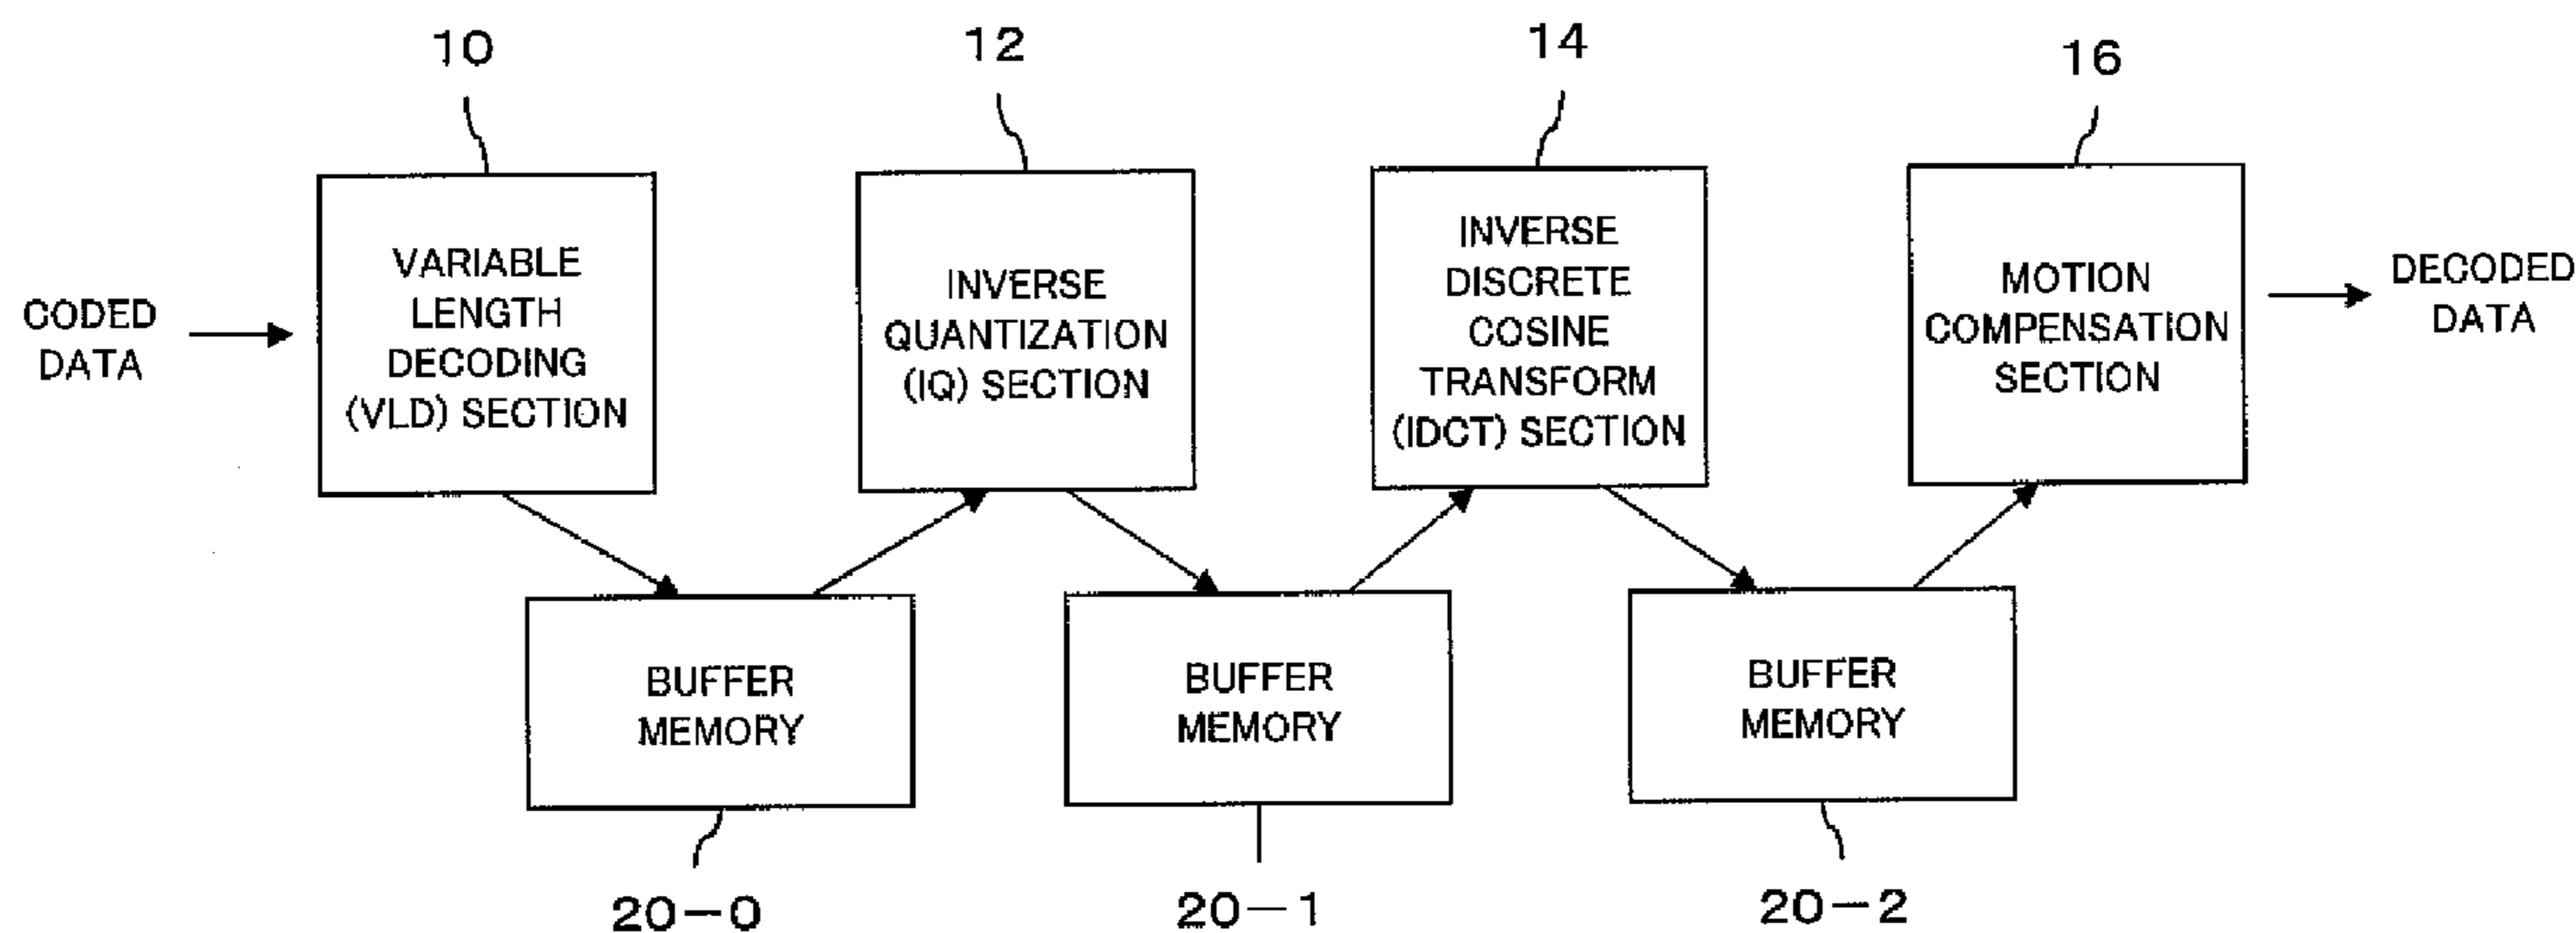 10
12
14
16
CODED
DATA
VARIABLE
LENGTH
DECODING
(VLD) SECTION
INVERSE
QUANTIZATION
(IQ) SECTION
INVERSE
DISCRETE
COSINE
TRANSFORM
(IDCT) SECTION
MOTION
COMPENSATION
SECTION
DECODED
DATA
BUFFER
MEMORY
BUFFER
MEMORY
BUFFER
MEMORY
20-0
20-1
20-2